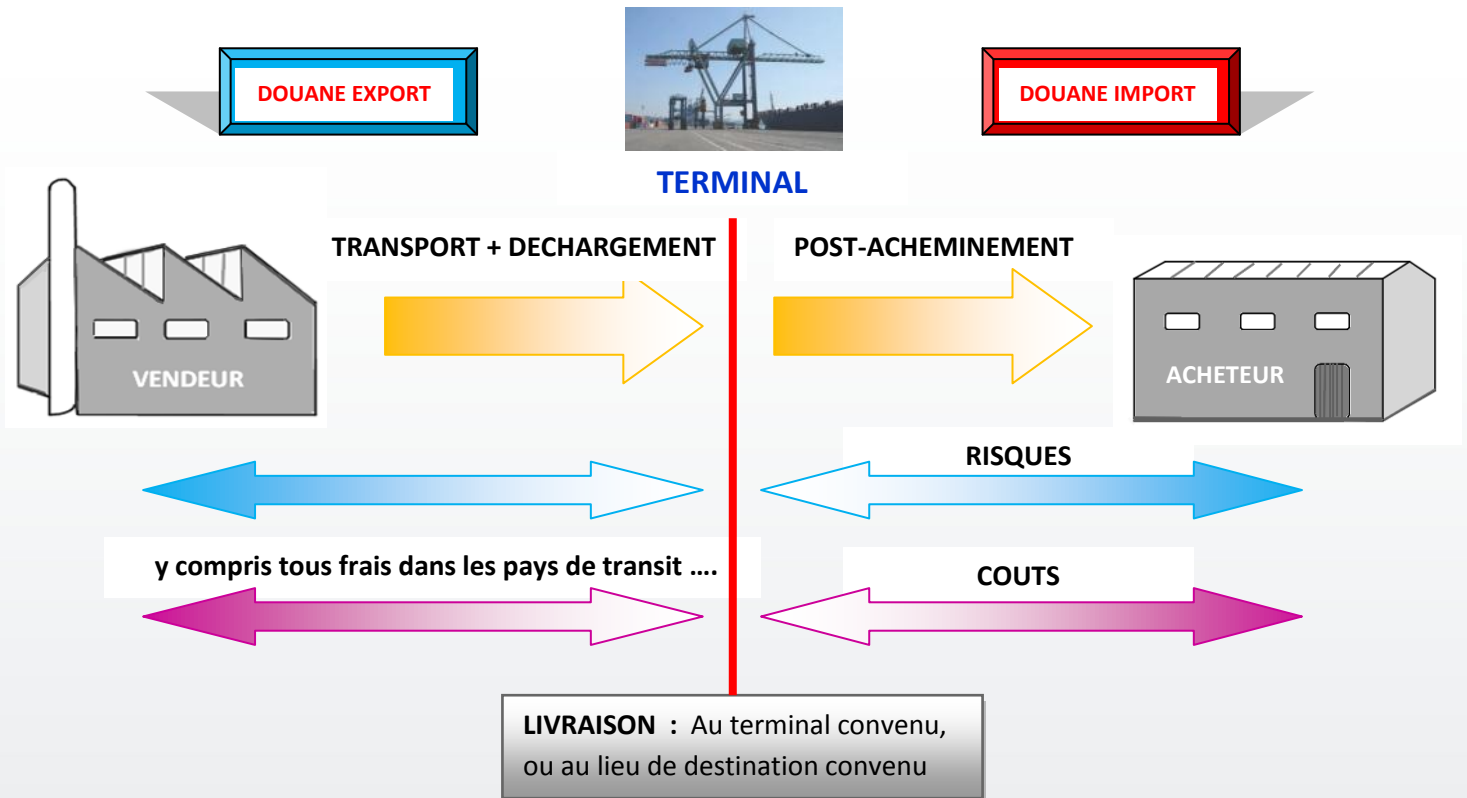 DOUANE EXPORT
DOUANE IMPORT
TERMINAL
TRANSPORT + DECHARGEMENT
POST-ACHEMINEMENT
VENDEUR
ACHETEUR
RISQUES
y compris tous frais dans les pays de transit ....
COUTS
LIVRAISON : Au terminal convenu,
ou au lieu de destination convenu